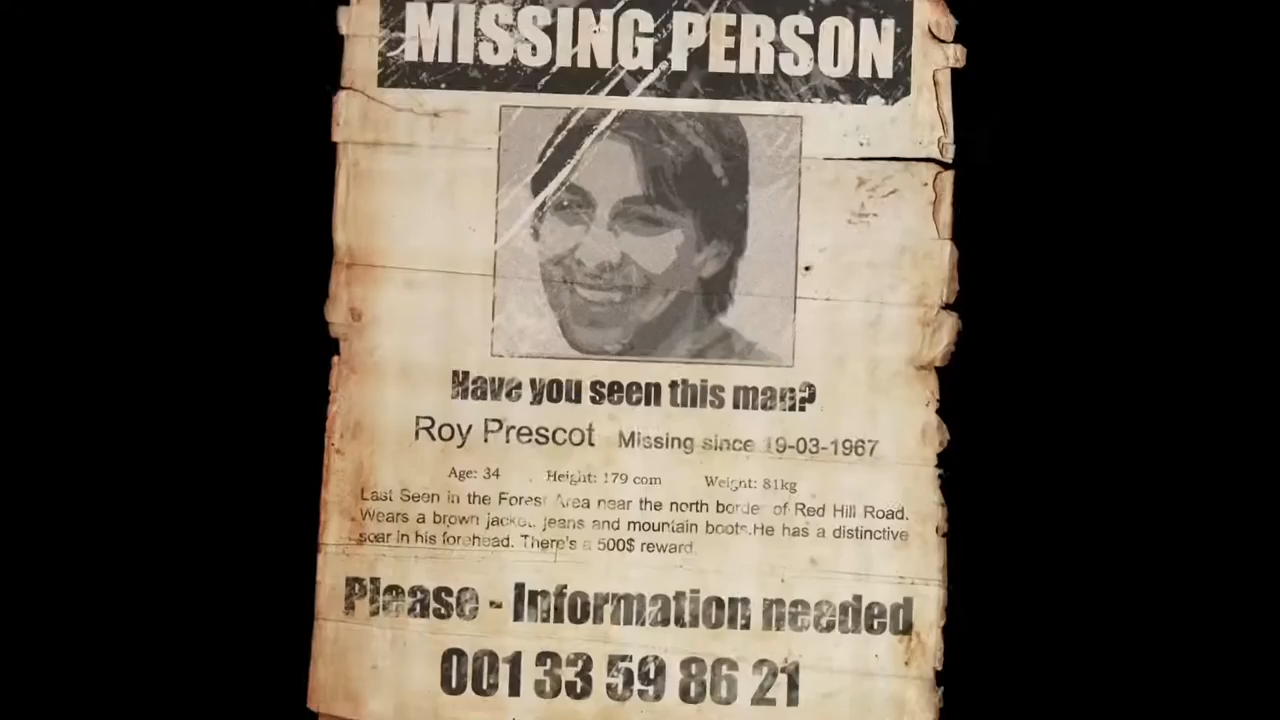 MISSING PERSON
Have you seen this man?
Roy Prescot Missing since 19-03-1967
Age: 34 Height: 179 com Weight: 81kg
Last Seen in the Forest Area near the north border of Red Hill Road.
Wears a brown jacket, jeans and mountain boots.He has a distinctive
scar in his forehead. There's a 500$ reward.
Please - Information needed
001 33 59 86 21